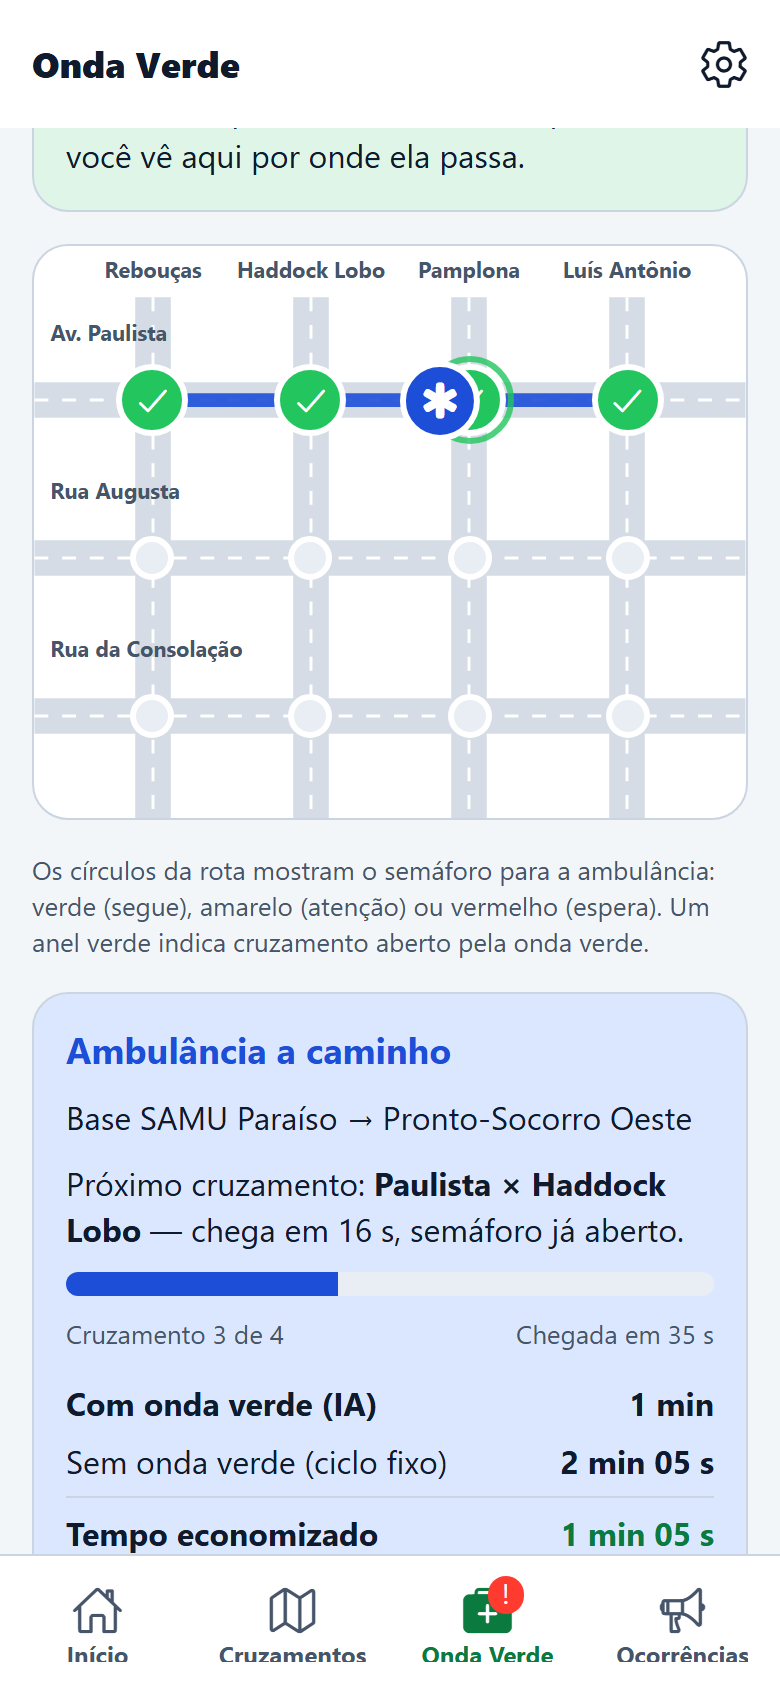 Onda Verde
você vê aqui por onde ela passa.
Rebouças Haddock Lobo Pamplona Luís Antônio
Av. Paulista
Rua Augusta
Rua da Consolação
Os círculos da rota mostram o semáforo para a ambulância:
verde (segue), amarelo (atenção) ou vermelho (espera). Um
anel verde indica cruzamento aberto pela onda verde.
Ambulância a caminho
Base SAMU Paraíso → Pronto-Socorro Oeste
Próximo cruzamento: Paulista × Haddock
Lobo — chega em 16 s, semáforo já aberto.
Cruzamento 3 de 4 Chegada em 35 s
Com onda verde (IA) 1 min
Sem onda verde (ciclo fixo) 2 min 05 s
Tempo economizado 1 min 05 s
!
Início Cruzamentos Onda Verde Ocorrências